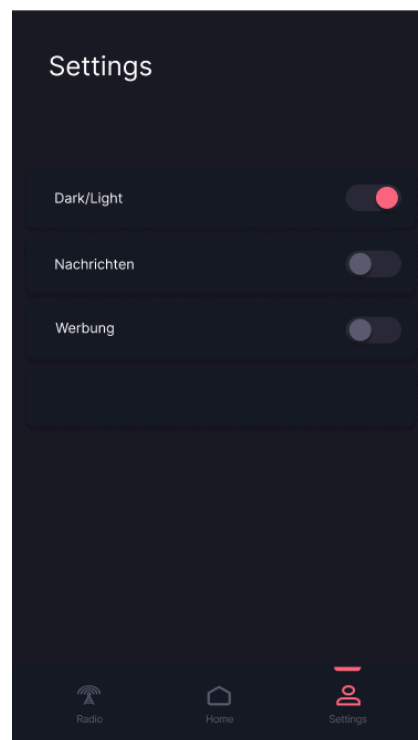 Settings
Dark/Light
Nachrichten
Werbung
Radio
Home
Settings